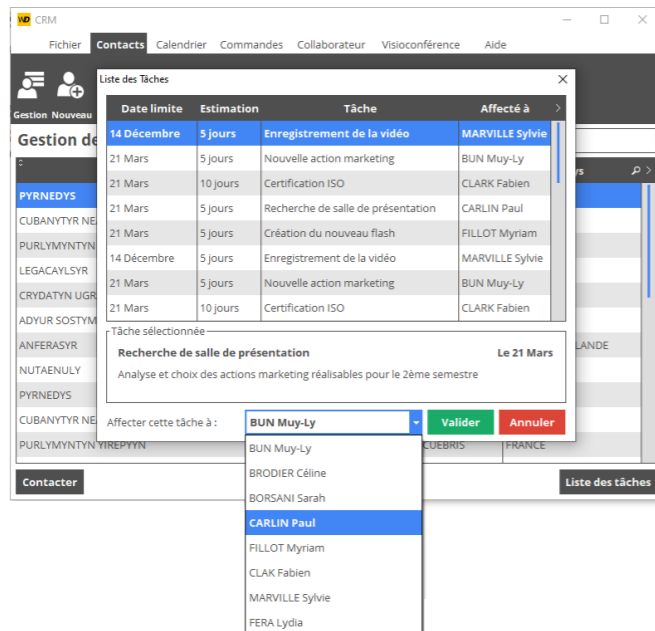 WD CRM
Fichier Contacts Calendrier Commandes Collaborateur Visioconférence Aide
Gestion Nouveau
Liste des Tâches
Gestion de
Date limite Estimation Tâche Affecté à
14 Décembre 5 jours Enregistrement de la vidéo MARVILLE Sylvie
21 Mars 5 jours Nouvelle action marketing BUN Muy-Ly
21 Mars 10 jours Certification ISO CLARK Fabien
21 Mars 5 jours Recherche de salle de présentation CARLIN Paul
21 Mars 5 jours Création du nouveau flash FILLOT Myriam
14 Décembre 5 jours Enregistrement de la vidéo MARVILLE Sylvie
21 Mars 5 jours Nouvelle action marketing BUN Muy-Ly
21 Mars 10 jours Certification ISO CLARK Fabien
Tâche sélectionnée
Recherche de salle de présentation Le 21 Mars
Analyse et choix des actions marketing réalisables pour le 2ème semestre
Affecter cette tâche à : BUN Muy-Ly Valider Annuler
BUN Muy-Ly
BRODIER Céline
BORSANI Sarah
CARLIN Paul
FILLOT Myriam
CLAK Fabien
MARVILLE Sylvie
FERA Lydia
ys
PYRNEDYS
CUBANYTYR NE
PURLYMYNTYN
LEGACAYLSYR
CRYDATYN UGR
ADYUR SOSTYM
ANFERASYR LANDE
NUTAENULY
PYRNEDYS
CUBANYTYR NE
PURLYMYNTYN YIREPYYN CUEBRIS FRANCE
Contacter Liste des tâches